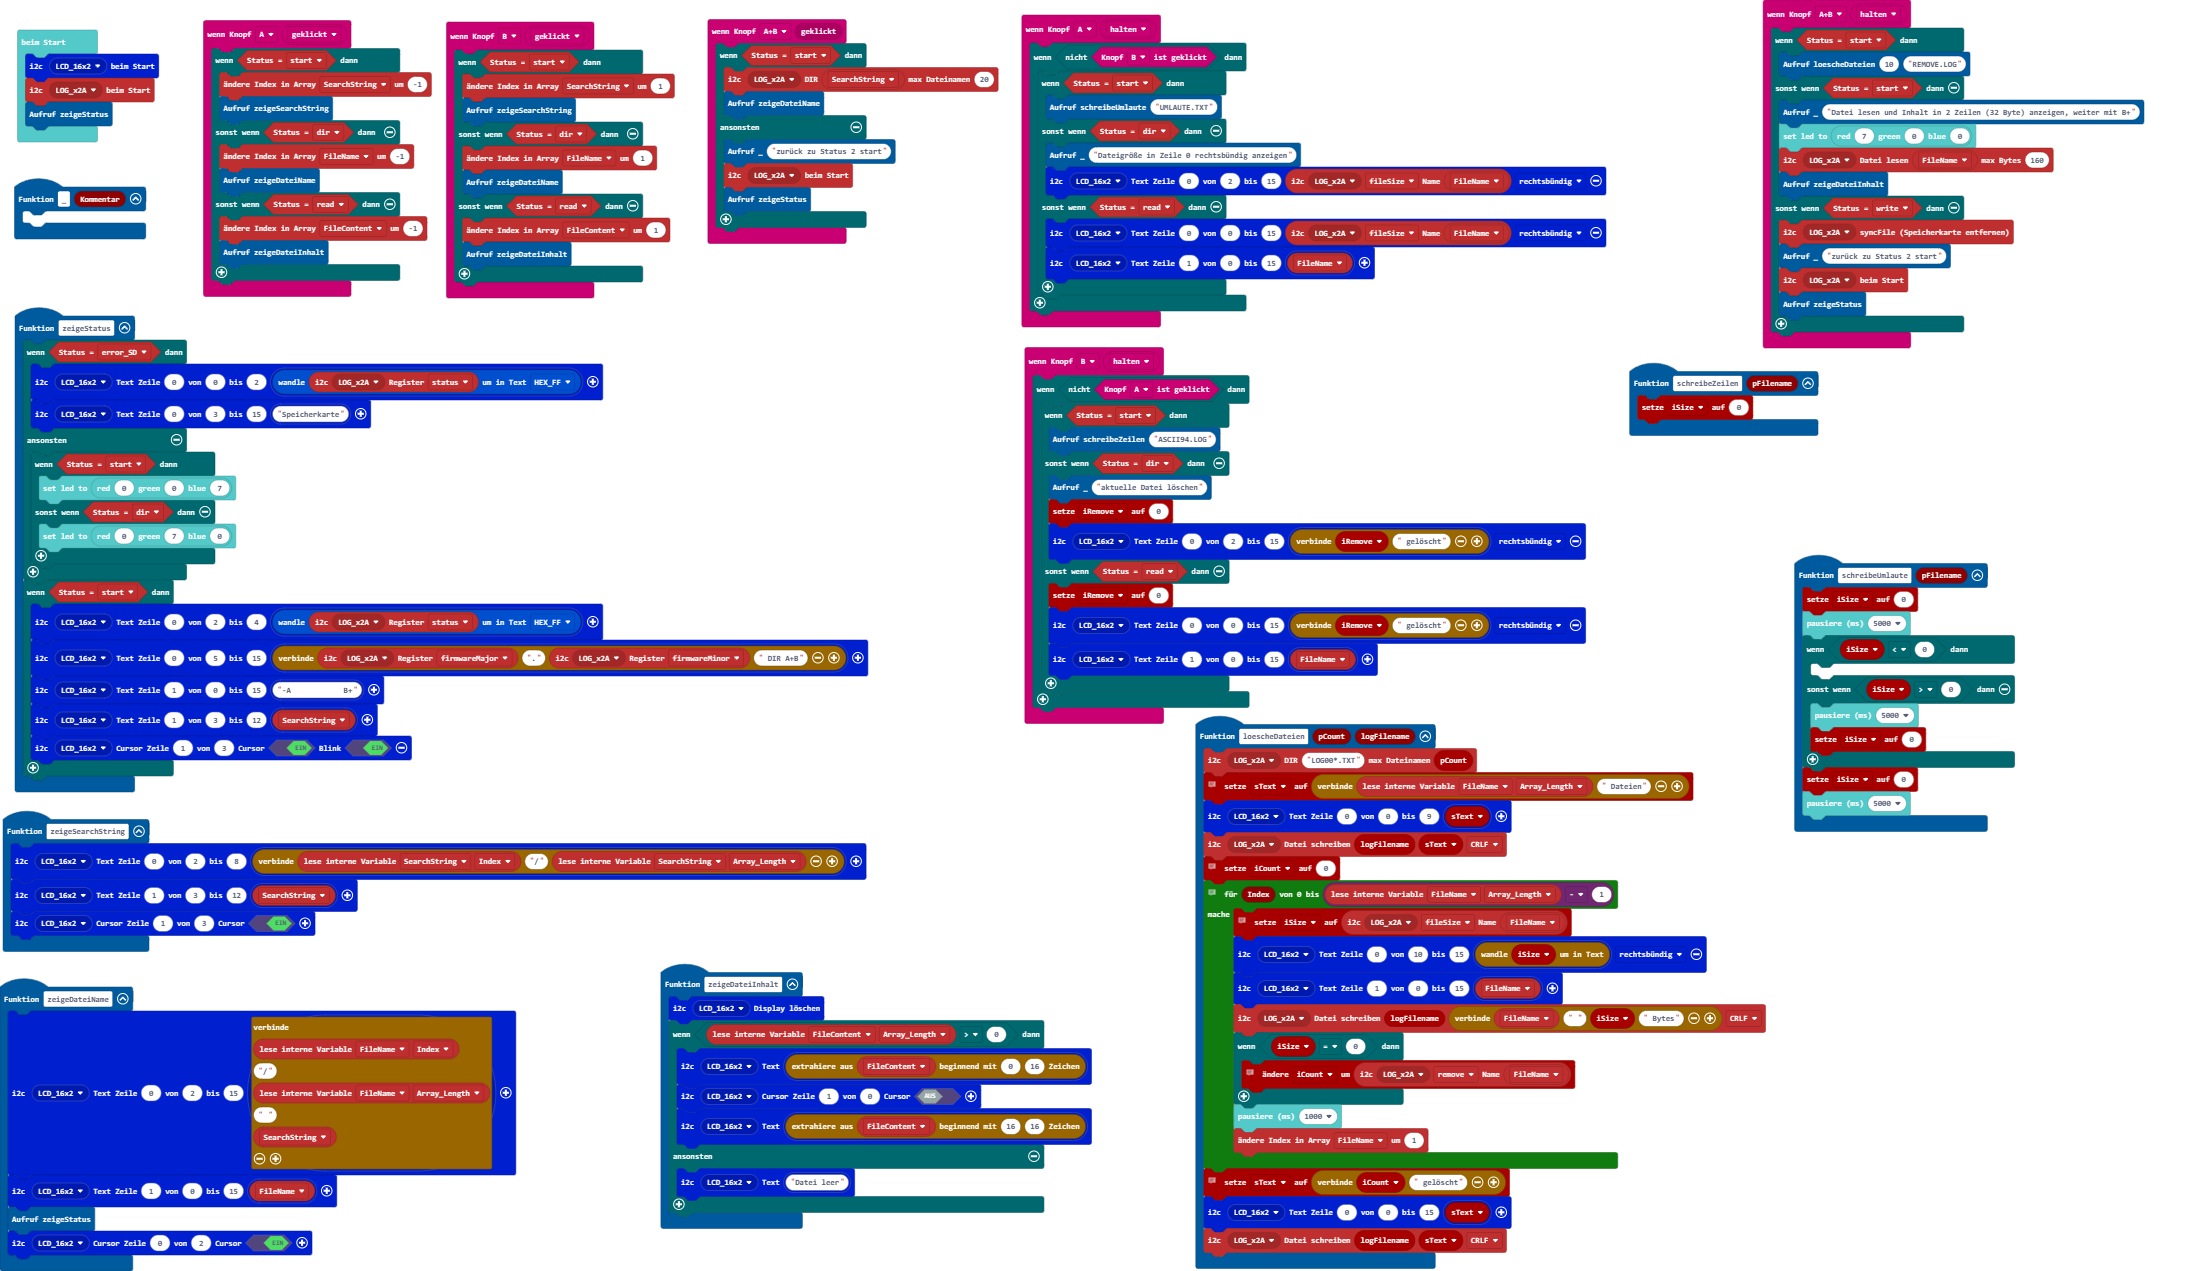 beim Start
i2c LCD_16x2 beim Start
i2c LOG_x2A beim Start
Aufruf zeigeStatus
Funktion _ Kommentar
wenn Knopf A geklickt
wenn Status = start dann
ändere Index in Array SearchString um -1
Aufruf zeigeSearchString
sonst wenn Status = dir dann
ändere Index in Array FileName um -1
Aufruf zeigeDateiName
sonst wenn Status = read dann
ändere Index in Array FileContent um -1
Aufruf zeigeDateiInhalt
wenn Knopf B geklickt
wenn Status = start dann
ändere Index in Array SearchString um 1
Aufruf zeigeSearchString
sonst wenn Status = dir dann
ändere Index in Array FileName um 1
Aufruf zeigeDateiName
sonst wenn Status = read dann
ändere Index in Array FileContent um 1
Aufruf zeigeDateiInhalt
wenn Knopf A+B geklickt
wenn Status = start dann
i2c LOG_x2A DIR SearchString max Dateinamen 20
Aufruf zeigeDateiName
ansonsten
Aufruf _ "zurück zu Status 2 start"
i2c LOG_x2A beim Start
Aufruf zeigeStatus
wenn Knopf A halten
wenn nicht Knopf B ist geklickt dann
wenn Status = start dann
Aufruf schreibeUmlaute "UMLAUTE.TXT"
sonst wenn Status = dir dann
Aufruf _ "Dateigröße in Zeile 0 rechtsbündig anzeigen"
i2c LCD_16x2 Text Zeile 0 von 2 bis 15 i2c LOG_x2A fileSize Name FileName rechtsbündig
sonst wenn Status = read dann
i2c LCD_16x2 Text Zeile 0 von 0 bis 15 i2c LOG_x2A fileSize Name FileName rechtsbündig
i2c LCD_16x2 Text Zeile 1 von 0 bis 15 FileName
wenn Knopf A+B halten
wenn Status = start dann
Aufruf loescheDateien 10 "REMOVE.LOG"
sonst wenn Status = start dann
Aufruf _ "Datei lesen und Inhalt in 2 Zeilen (32 Byte) anzeigen, weiter mit B+"
set led to red 7 green 0 blue 0
i2c LOG_x2A Datei lesen FileName max Bytes 160
Aufruf zeigeDateiInhalt
sonst wenn Status = write dann
i2c LOG_x2A syncFile (Speicherkarte entfernen)
Aufruf _ "zurück zu Status 2 start"
i2c LOG_x2A beim Start
Aufruf zeigeStatus
Funktion zeigeStatus
wenn Status = error_SD dann
i2c LCD_16x2 Text Zeile 0 von 0 bis 2 wandle i2c LOG_x2A Register status um in Text HEX_FF
i2c LCD_16x2 Text Zeile 0 von 3 bis 15 "Speicherkarte"
ansonsten
wenn Status = start dann
set led to red 0 green 0 blue 7
sonst wenn Status = dir dann
set led to red 0 green 7 blue 0
wenn Status = start dann
i2c LCD_16x2 Text Zeile 0 von 2 bis 4 wandle i2c LOG_x2A Register status um in Text HEX_FF
i2c LCD_16x2 Text Zeile 0 von 5 bis 15 verbinde i2c LOG_x2A Register firmwareMajor "." i2c LOG_x2A Register firmwareMinor " DIR A+B"
i2c LCD_16x2 Text Zeile 1 von 0 bis 15 "-A B+"
i2c LCD_16x2 Text Zeile 1 von 3 bis 12 SearchString
i2c LCD_16x2 Cursor Zeile 1 von 3 Cursor EIN Blink EIN
wenn Knopf B halten
wenn nicht Knopf A ist geklickt dann
wenn Status = start dann
Aufruf schreibeZeilen "ASCII94.LOG"
sonst wenn Status = dir dann
Aufruf _ "aktuelle Datei löschen"
setze iRemove auf 0
i2c LCD_16x2 Text Zeile 0 von 2 bis 15 verbinde iRemove " gelöscht" rechtsbündig
sonst wenn Status = read dann
setze iRemove auf 0
i2c LCD_16x2 Text Zeile 0 von 0 bis 15 verbinde iRemove " gelöscht" rechtsbündig
i2c LCD_16x2 Text Zeile 1 von 0 bis 15 FileName
Funktion schreibeZeilen pFilename
setze iSize auf 0
Funktion schreibeUmlaute pFilename
setze iSize auf 0
pausiere (ms) 5000
wenn iSize < 0 dann
sonst wenn iSize > 0 dann
pausiere (ms) 5000
setze iSize auf 0
setze iSize auf 0
pausiere (ms) 5000
Funktion zeigeSearchString
i2c LCD_16x2 Text Zeile 0 von 2 bis 8 verbinde lese interne Variable SearchString Index "/" lese interne Variable SearchString Array_Length
i2c LCD_16x2 Text Zeile 1 von 3 bis 12 SearchString
i2c LCD_16x2 Cursor Zeile 1 von 3 Cursor EIN
Funktion zeigeDateiName
verbinde
lese interne Variable FileName Index
"/"
i2c LCD_16x2 Text Zeile 0 von 2 bis 15 lese interne Variable FileName Array_Length
" "
SearchString
i2c LCD_16x2 Text Zeile 1 von 0 bis 15 FileName
Aufruf zeigeStatus
i2c LCD_16x2 Cursor Zeile 0 von 2 Cursor EIN
Funktion zeigeDateiInhalt
i2c LCD_16x2 Display löschen
wenn lese interne Variable FileContent Array_Length > 0 dann
i2c LCD_16x2 Text extrahiere aus FileContent beginnend mit 0 16 Zeichen
i2c LCD_16x2 Cursor Zeile 1 von 0 Cursor AUS
i2c LCD_16x2 Text extrahiere aus FileContent beginnend mit 16 16 Zeichen
ansonsten
i2c LCD_16x2 Text "Datei leer"
Funktion loescheDateien pCount logFilename
i2c LOG_x2A DIR "LOG00*.TXT" max Dateinamen pCount
setze sText auf verbinde lese interne Variable FileName Array_Length " Dateien"
i2c LCD_16x2 Text Zeile 0 von 0 bis 9 sText
i2c LOG_x2A Datei schreiben logFilename sText CRLF
setze iCount auf 0
für Index von 0 bis lese interne Variable FileName Array_Length - 1
mache setze iSize auf i2c LOG_x2A fileSize Name FileName
i2c LCD_16x2 Text Zeile 0 von 10 bis 15 wandle iSize um in Text rechtsbündig
i2c LCD_16x2 Text Zeile 1 von 0 bis 15 FileName
i2c LOG_x2A Datei schreiben logFilename verbinde FileName " " iSize " Bytes" CRLF
wenn iSize = 0 dann
ändere iCount um i2c LOG_x2A remove Name FileName
pausiere (ms) 1000
ändere Index in Array FileName um 1
setze sText auf verbinde iCount " gelöscht"
i2c LCD_16x2 Text Zeile 0 von 0 bis 15 sText
i2c LOG_x2A Datei schreiben logFilename sText CRLF